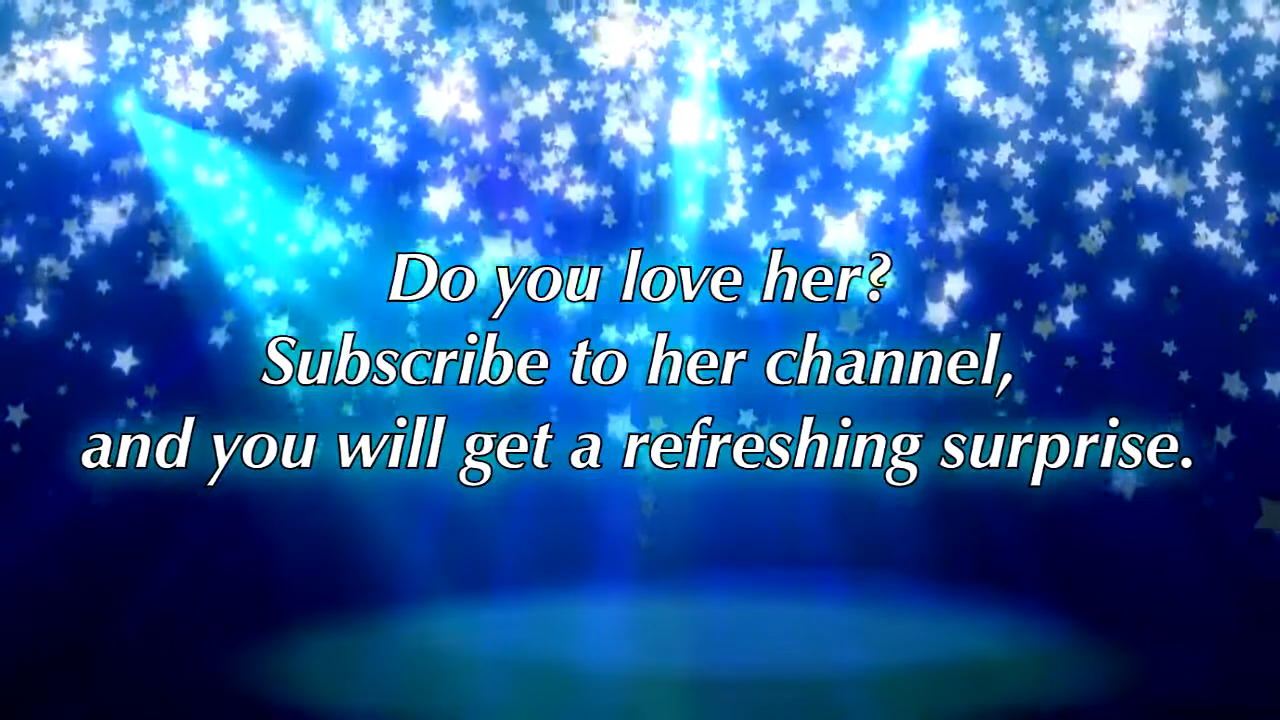 Do you love her?
Subscribe to her channel,
and you will get a refreshing surprise.